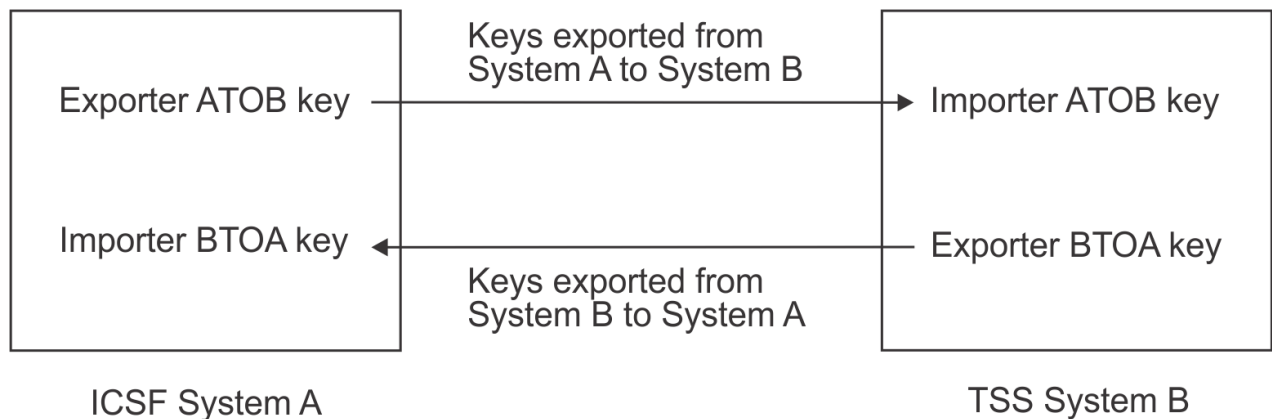 Keys exported from
System A to System B
Exporter ATOB key
Importer ATOB key
Importer BTOA key
Exporter BTOA key
Keys exported from
System B to System A
ICSF System A
TSS System B